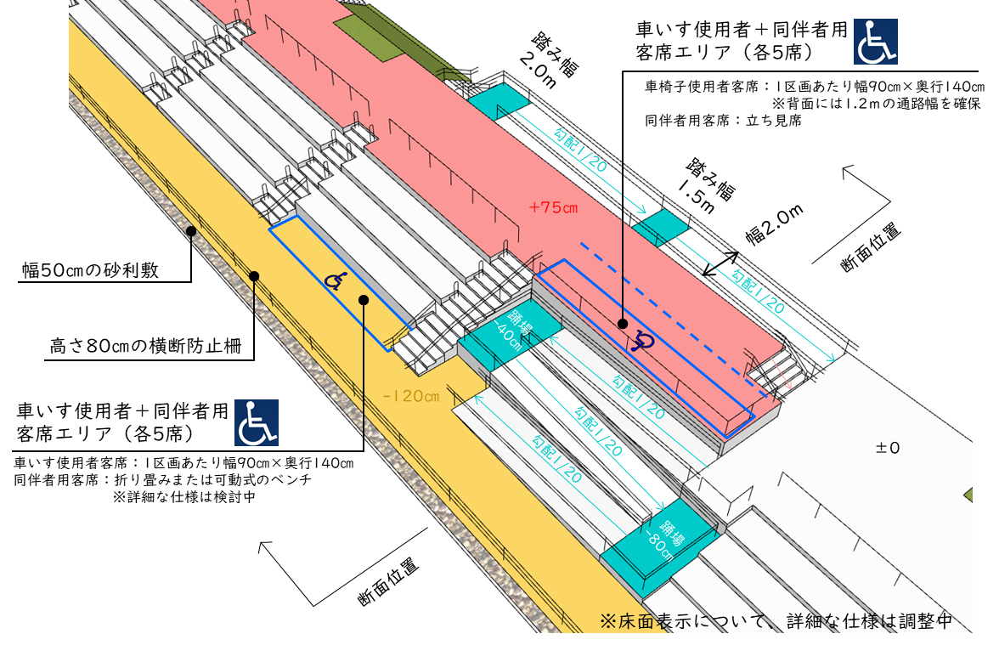 車いす使用者＋同伴者用
客席エリア（各5席）
車椅子使用者客席：1区画あたり幅90㎝×奥行140㎝
※背面には1.2ｍの通路幅を確保
同伴者用客席：立ち見席
踏み幅
2.0m
勾配1/20
踏み幅
1.5m
幅2.0m
断面位置
+75㎝
勾配1/20
幅50㎝の砂利敷
高さ80㎝の横断防止柵
踊場
-40㎝
-120㎝
勾配1/20
勾配1/20
勾配1/20
±0
車いす使用者＋同伴者用
客席エリア（各5席）
車いす使用者客席：1区画あたり幅90㎝×奥行140㎝
同伴者用客席：折り畳みまたは可動式のベンチ
※詳細な仕様は検討中
踊場
-80㎝
断面位置
※床面表示について、詳細な仕様は調整中